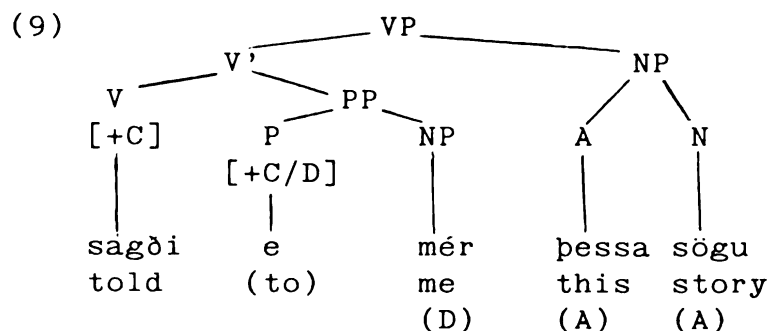 (9) VP
V' NP
V PP
[+C] P NP A N
[+C/D]
sagði e mér þessa sögu
told (to) me this story
(D) (A) (A)